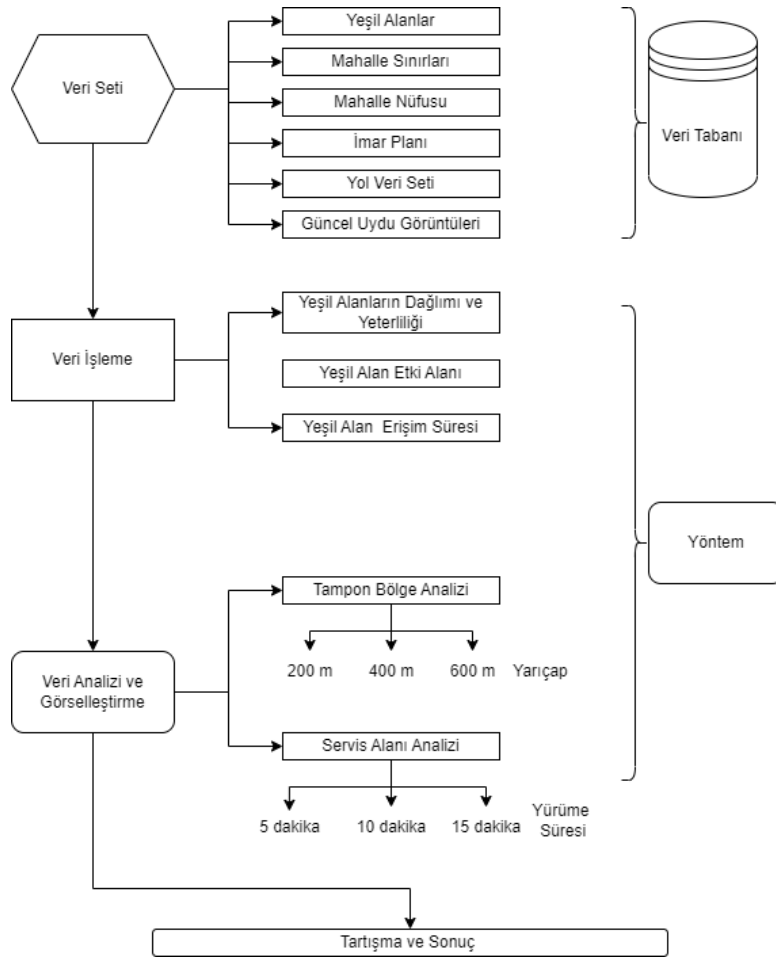 Veri Seti
Yeşil Alanlar
Mahalle Sınırları
Mahalle Nüfusu
İmar Planı
Yol Veri Seti
Güncel Uydu Görüntüleri
Veri Tabanı
Veri İşleme
Yeşil Alanların Dağlımı ve
Yeterliliği
Yeşil Alan Etki Alanı
Yeşil Alan Erişim Süresi
Yöntem
Veri Analizi ve
Görselleştirme
Tampon Bölge Analizi
200 m 400 m 600 m Yarıçap
Servis Alanı Analizi
5 dakika 10 dakika 15 dakika
Yürüme
Süresi
Tartışma ve Sonuç